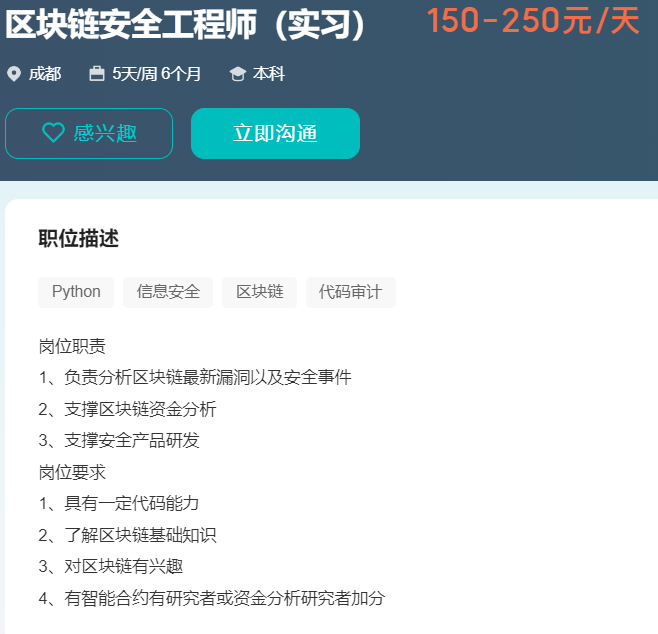 区块链安全工程师（实习）
150-250元/天
成都 5天/周 6个月 本科
感兴趣 立即沟通
职位描述
Python 信息安全 区块链 代码审计
岗位职责
1、负责分析区块链最新漏洞以及安全事件
2、支撑区块链资金分析
3、支撑安全产品研发
岗位要求
1、具有一定代码能力
2、了解区块链基础知识
3、对区块链有兴趣
4、有智能合约有研究者或资金分析研究者加分